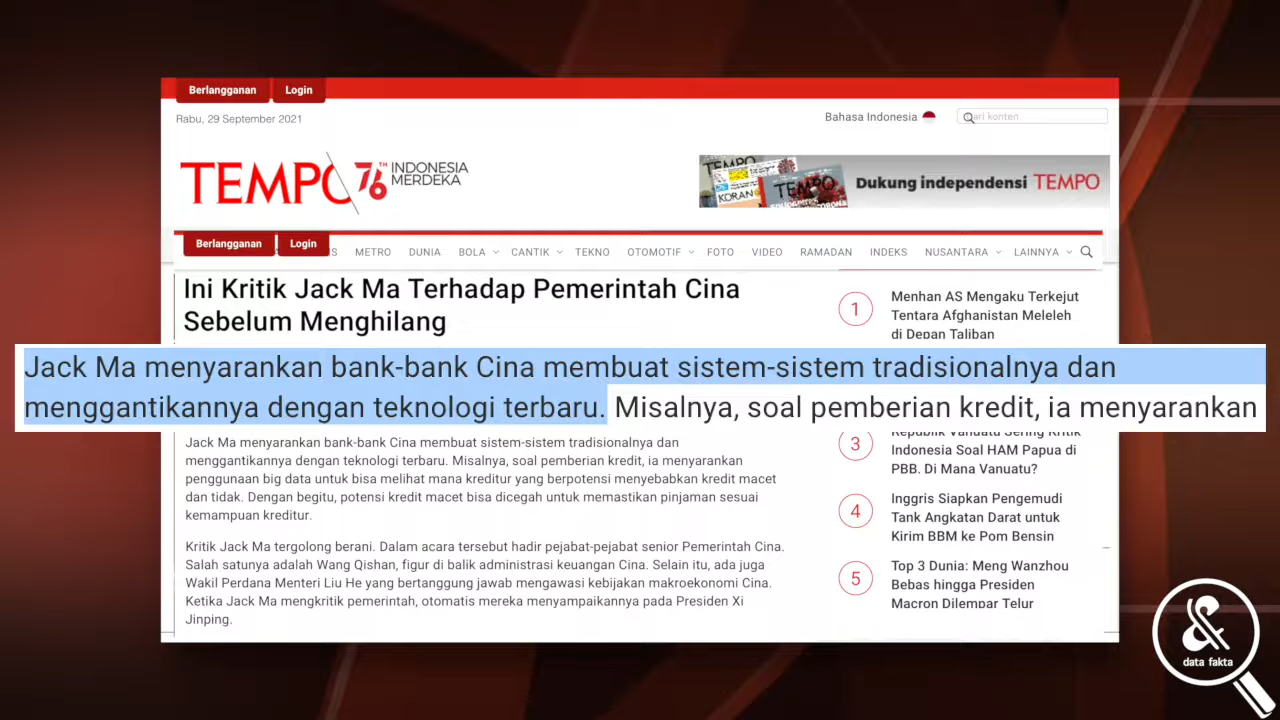 Berlangganan Login
Rabu, 29 September 2021
Bahasa Indonesia
Cari konten
TEMPO 76TH INDONESIA
MERDEKA
TEMPO
KORAN
TEMPO
Dukung independensi TEMPO
Berlangganan Login
S METRO DUNIA BOLA CANTIK TEKNO OTOMOTIF FOTO VIDEO RAMADAN INDEKS NUSANTARA LAINNYA
Ini Kritik Jack Ma Terhadap Pemerintah Cina
Sebelum Menghilang
1
Menhan AS Mengaku Terkejut
Tentara Afghanistan Meleleh
di Depan Taliban
Jack Ma menyarankan bank-bank Cina membuat sistem-sistem tradisionalnya dan
menggantikannya dengan teknologi terbaru. Misalnya, soal pemberian kredit, ia menyarankan
Jack Ma menyarankan bank-bank Cina membuat sistem-sistem tradisionalnya dan
menggantikannya dengan teknologi terbaru. Misalnya, soal pemberian kredit, ia menyarankan
penggunaan big data untuk bisa melihat mana kreditur yang berpotensi menyebabkan kredit macet
dan tidak. Dengan begitu, potensi kredit macet bisa dicegah untuk memastikan pinjaman sesuai
kemampuan kreditur.
Kritik Jack Ma tergolong berani. Dalam acara tersebut hadir pejabat-pejabat senior Pemerintah Cina.
Salah satunya adalah Wang Qishan, figur di balik administrasi keuangan Cina. Selain itu, ada juga
Wakil Perdana Menteri Liu He yang bertanggung jawab mengawasi kebijakan makroekonomi Cina.
Ketika Jack Ma mengkritik pemerintah, otomatis mereka menyampaikannya pada Presiden Xi
Jinping.
3
Republik Vanuatu Sering Kritik
Indonesia Soal HAM Papua di
PBB. Di Mana Vanuatu?
4
Inggris Siapkan Pengemudi
Tank Angkatan Darat untuk
Kirim BBM ke Pom Bensin
5
Top 3 Dunia: Meng Wanzhou
Bebas hingga Presiden
Macron Dilempar Telur
&
data fakta